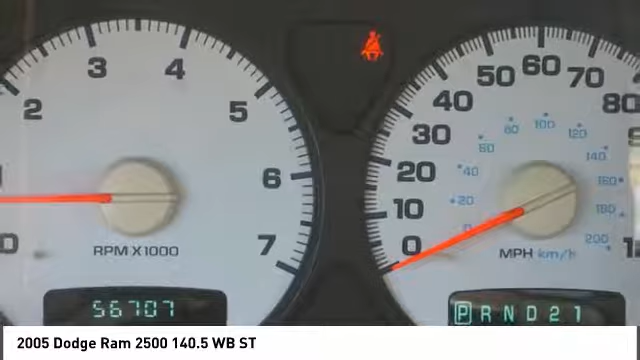 2 3 4 5 6 7
0
RPM X1000
56707
0 10 20 30 40 50 60 70 80
0 20 40 60 80 100 120 140 160 180 200
MPH km/h
P R N D 2 1
2005 Dodge Ram 2500 140.5 WB ST